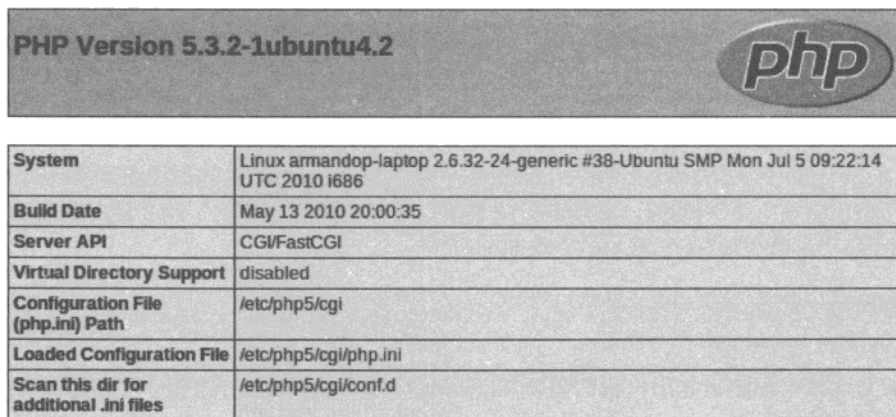 PHP Version 5.3.2-1ubuntu4.2
php
System
Linux armandop-laptop 2.6.32-24-generic #38-Ubuntu SMP Mon Jul 5 09:22:14
UTC 2010 i686
Build Date
May 13 2010 20:00:35
Server API
CGI/FastCGI
Virtual Directory Support
disabled
Configuration File
(php.ini) Path
/etc/php5/cgi
Loaded Configuration File
/etc/php5/cgi/php.ini
Scan this dir for
additional .ini files
/etc/php5/cgi/conf.d